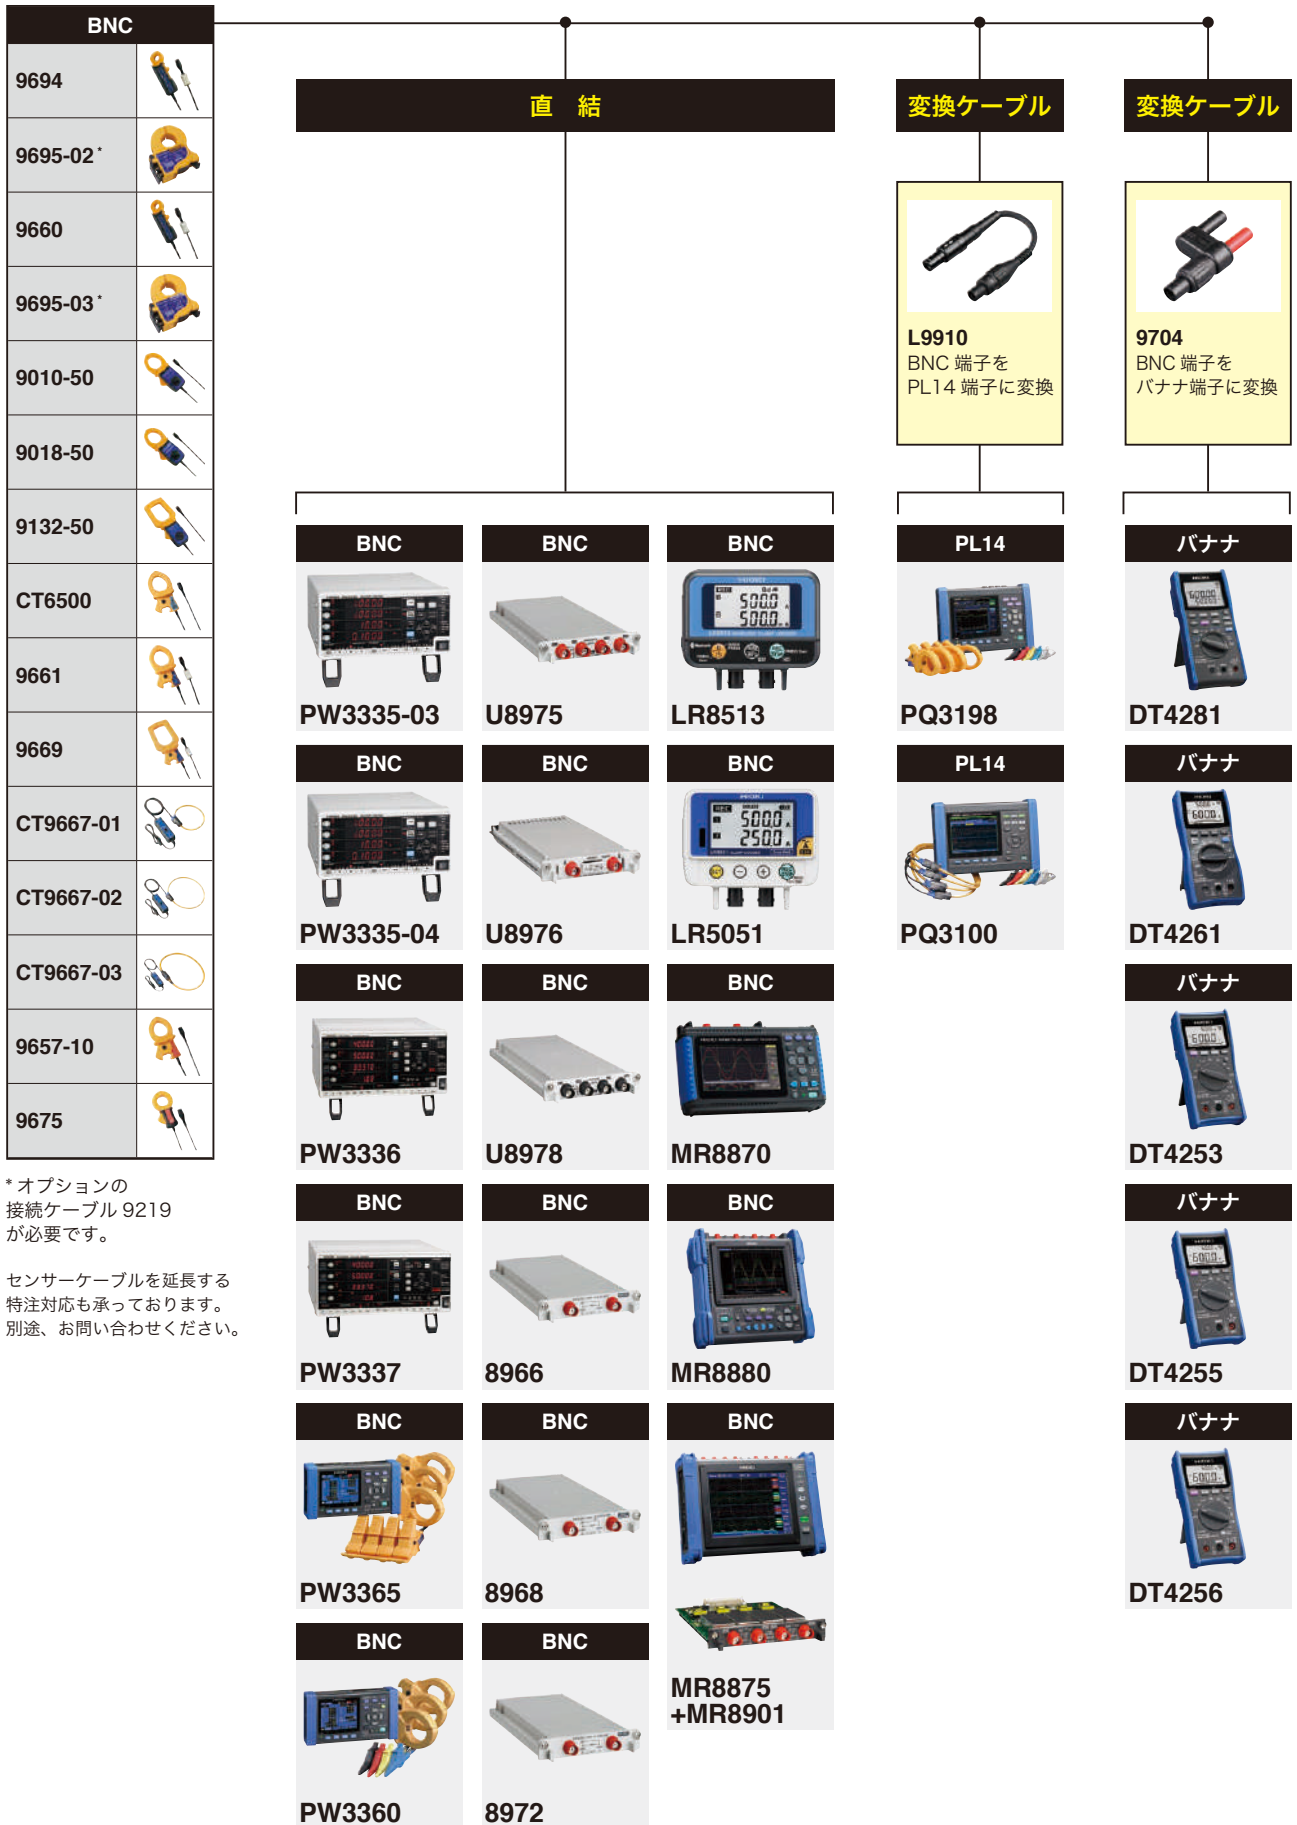 BNC
9694
9695-02*
9660
9695-03*
9010-50
9018-50
9132-50
CT6500
9661
9669
CT9667-01
CT9667-02
CT9667-03
9657-10
9675
* オプションの
接続ケーブル 9219
が必要です。
センサーケーブルを延長する
特注対応も承っております。
別途、お問い合わせください。
直 結
変換ケーブル
変換ケーブル
L9910
BNC 端子を
PL14 端子に変換
9704
BNC 端子を
バナナ端子に変換
BNC
BNC
BNC
PL14
バナナ
PW3335-03
U8975
LR8513
PQ3198
DT4281
BNC
BNC
BNC
PL14
バナナ
PW3335-04
U8976
LR5051
PQ3100
DT4261
BNC
BNC
BNC
バナナ
PW3336
U8978
MR8870
DT4253
BNC
BNC
BNC
バナナ
PW3337
8966
MR8880
DT4255
BNC
BNC
BNC
バナナ
PW3365
8968
DT4256
BNC
BNC
MR8875
+MR8901
PW3360
8972